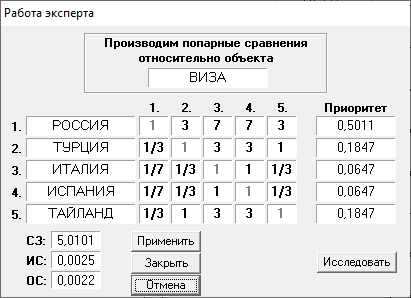 Работа эксперта
Производим попарные сравнения
относительно объекта
ВИЗА
1. 2. 3. 4. 5. Приоритет
1. РОССИЯ 1 3 7 7 3 0,5011
2. ТУРЦИЯ 1/3 1 3 3 1 0,1847
3. ИТАЛИЯ 1/7 1/3 1 1 1/3 0,0647
4. ИСПАНИЯ 1/7 1/3 1 1 1/3 0,0647
5. ТАЙЛАНД 1/3 1 3 3 1 0,1847
СЗ: 5,0101 Применить
ИС: 0,0025 Закрыть Исследовать
ОС: 0,0022 Отмена